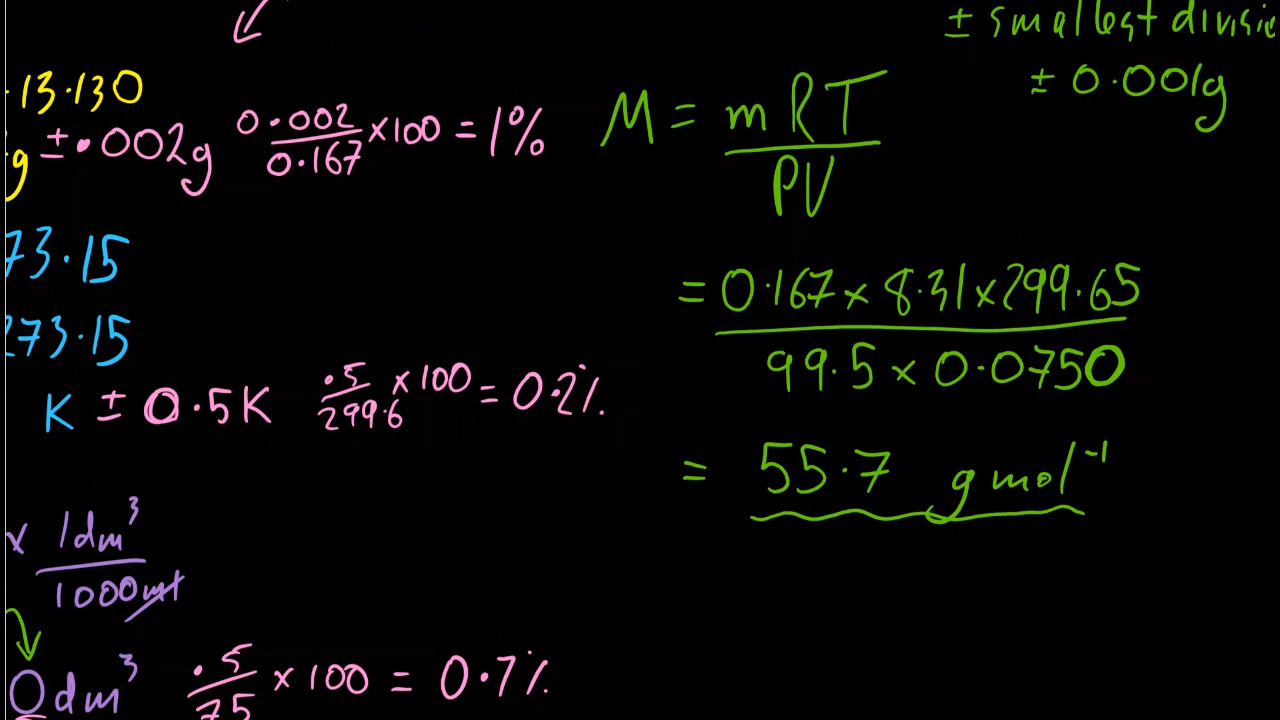 ·13·130
g ± ·002g 0·002/0·167 ×100 = 1%
73·15
273·15
K ± 0·5K ·5/299·6 ×100 = 0·2%
× 1dm³/1000ml
0dm³ ·5/75 × 100 = 0·7%
± smallest divisio
± 0·001g
M = mRT/PV
= 0·167 × 8·31 × 299·65/99·5 × 0·0750
= 55·7 gmol⁻¹